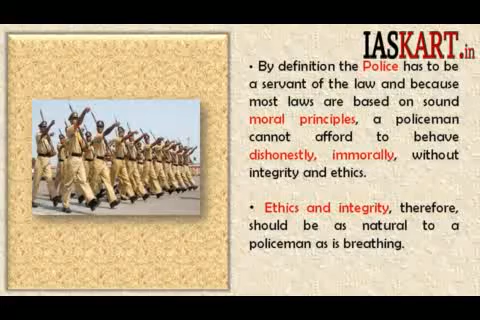 IASKART.in
• By definition the Police has to be
a servant of the law and because
most laws are based on sound
moral principles, a policeman
cannot afford to behave
dishonestly, immorally, without
integrity and ethics.
• Ethics and integrity, therefore,
should be as natural to a
policeman as is breathing.